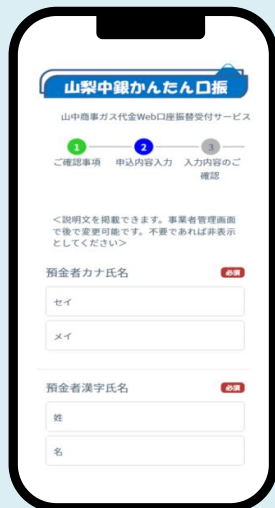 山梨中銀かんたん口振
山中商事ガス代金Web口座振替受付サービス
1
2
3
ご確認事項
申込内容入力
入力内容のご
確認
<説明文を掲載できます。事業者管理画面
で後で変更可能です。不要であれば非表示
としてください>
預金者カナ氏名
必須
セイ
メイ
預金者漢字氏名
必須
姓
名